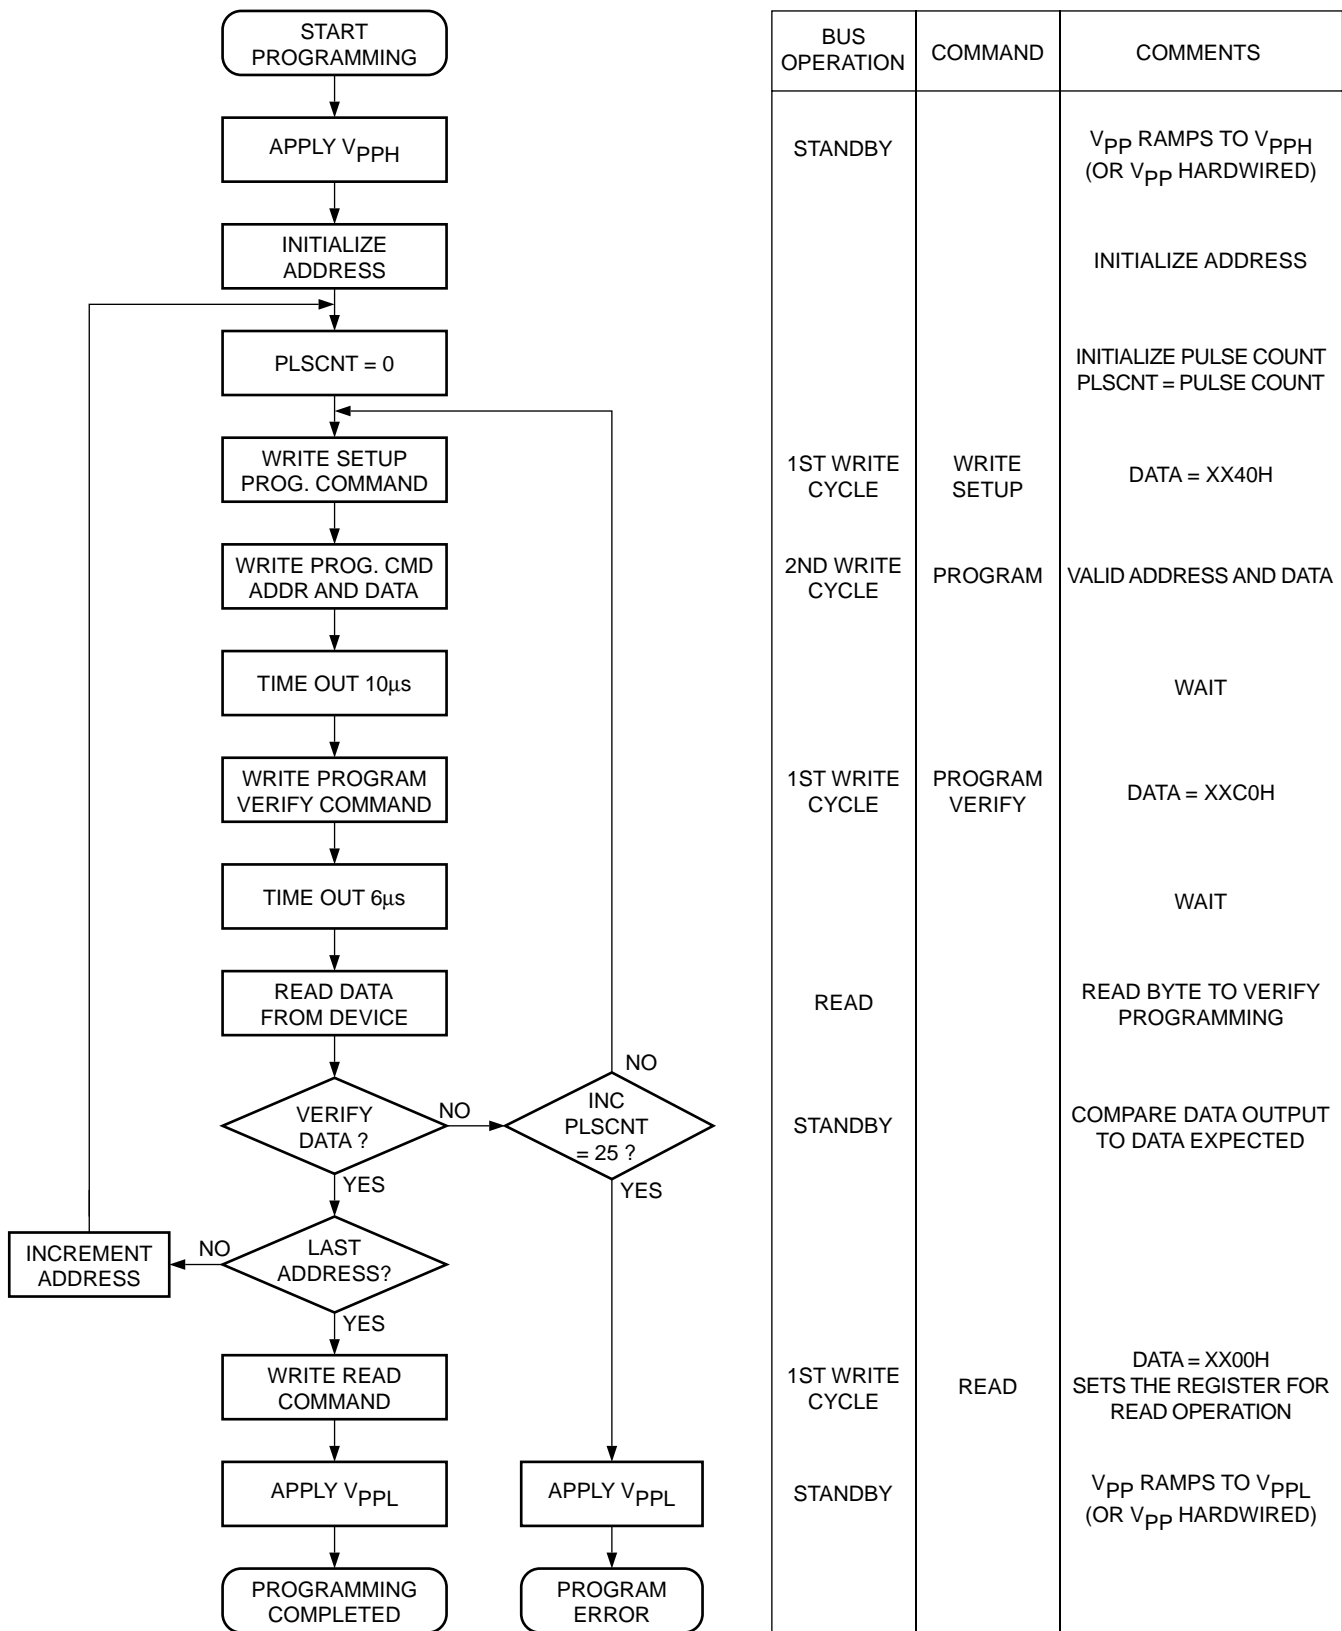 START
PROGRAMMING
APPLY VPPH
INITIALIZE
ADDRESS
PLSCNT = 0
WRITE SETUP
PROG. COMMAND
WRITE PROG. CMD
ADDR AND DATA
TIME OUT 10µs
WRITE PROGRAM
VERIFY COMMAND
TIME OUT 6µs
READ DATA
FROM DEVICE
VERIFY
DATA ?
NO
YES
INC
PLSCNT
= 25 ?
NO
YES
LAST
ADDRESS?
NO
YES
INCREMENT
ADDRESS
WRITE READ
COMMAND
APPLY VPPL
APPLY VPPL
PROGRAMMING
COMPLETED
PROGRAM
ERROR
BUS
OPERATION
COMMAND
COMMENTS
STANDBY
VPP RAMPS TO VPPH
(OR VPP HARDWIRED)
INITIALIZE ADDRESS
INITIALIZE PULSE COUNT
PLSCNT = PULSE COUNT
1ST WRITE
CYCLE
WRITE
SETUP
DATA = XX40H
2ND WRITE
CYCLE
PROGRAM
VALID ADDRESS AND DATA
WAIT
1ST WRITE
CYCLE
PROGRAM
VERIFY
DATA = XXC0H
WAIT
READ
READ BYTE TO VERIFY
PROGRAMMING
STANDBY
COMPARE DATA OUTPUT
TO DATA EXPECTED
1ST WRITE
CYCLE
READ
DATA = XX00H
SETS THE REGISTER FOR
READ OPERATION
STANDBY
VPP RAMPS TO VPPL
(OR VPP HARDWIRED)